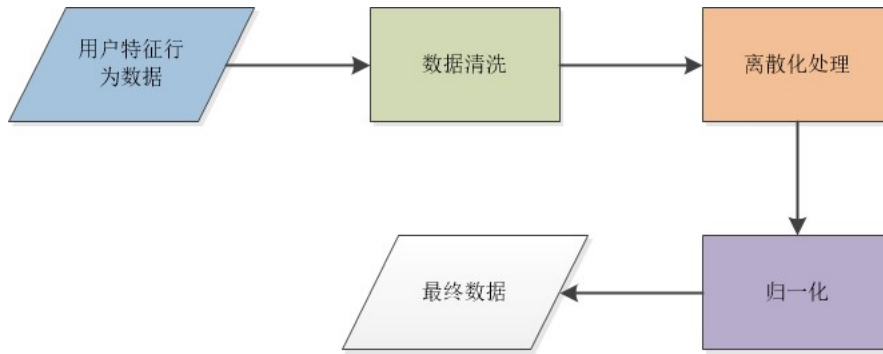 用户特征行
为数据
数据清洗
离散化处理
归一化
最终数据